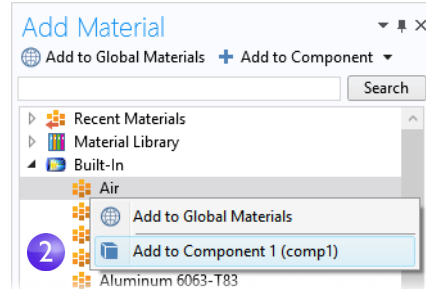 Add Material
Add to Global Materials Add to Component
Search
Recent Materials
Material Library
Built-In
Air
Add to Global Materials
2 Add to Component 1 (comp1)
Aluminum 6063-T83